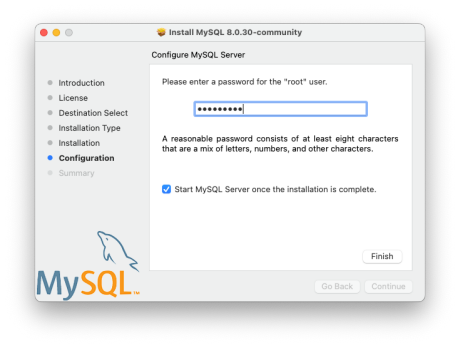 Install MySQL 8.0.30-community
Configure MySQL Server
Introduction
License
Destination Select
Installation Type
Installation
Configuration
Summary
Please enter a password for the "root" user.
•••••••••
A reasonable password consists of at least eight characters
that are a mix of letters, numbers, and other characters.
Start MySQL Server once the installation is complete.
Finish
MySQL™
Go Back
Continue